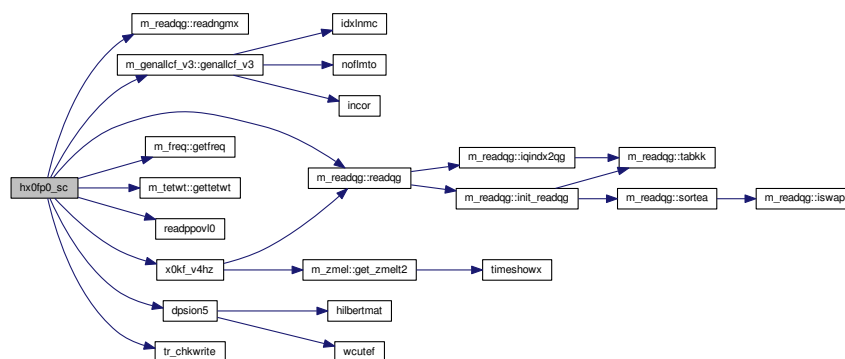 m_readqg::readngmx
idxlnmc
m_genallcf_v3::genallcf_v3
noflmto
incor
m_freq::getfreq
m_readqg::iqindx2qg
m_readqg::tabkk
m_readqg::readqg
hx0fp0_sc
m_tetwt::gettetwt
m_readqg::init_readqg
m_readqg::sortea
m_readqg::iswap
readppovl0
x0kf_v4hz
m_zmel::get_zmelt2
timeshowx
dpsion5
hilbertmat
tr_chkwrite
wcutef